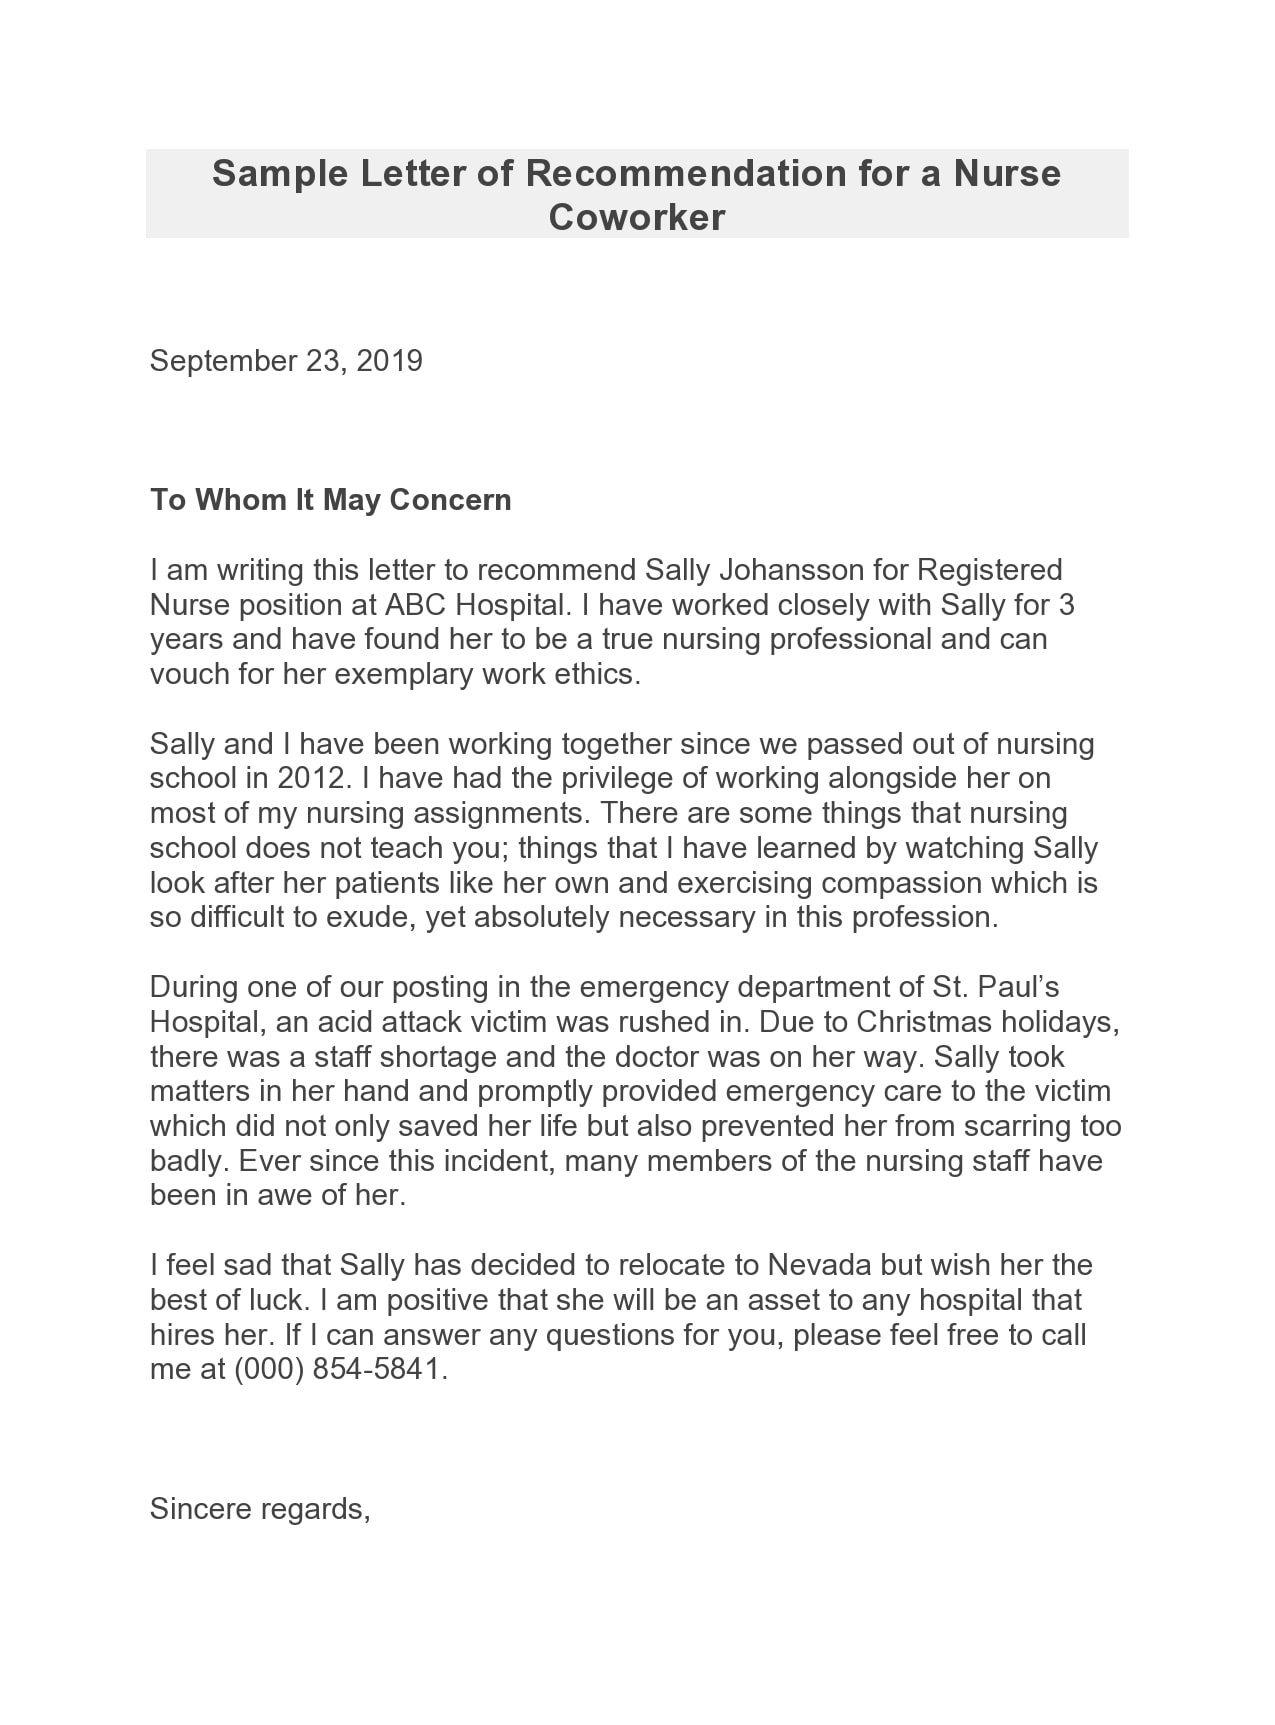 Sample Letter of Recommendation for a Nurse
Coworker
September 23, 2019
To Whom It May Concern
I am writing this letter to recommend Sally Johansson for Registered
Nurse position at ABC Hospital. I have worked closely with Sally for 3
years and have found her to be a true nursing professional and can
vouch for her exemplary work ethics.
Sally and I have been working together since we passed out of nursing
school in 2012. I have had the privilege of working alongside her on
most of my nursing assignments. There are some things that nursing
school does not teach you; things that I have learned by watching Sally
look after her patients like her own and exercising compassion which is
so difficult to exude, yet absolutely necessary in this profession.
During one of our posting in the emergency department of St. Paul’s
Hospital, an acid attack victim was rushed in. Due to Christmas holidays,
there was a staff shortage and the doctor was on her way. Sally took
matters in her hand and promptly provided emergency care to the victim
which did not only saved her life but also prevented her from scarring too
badly. Ever since this incident, many members of the nursing staff have
been in awe of her.
I feel sad that Sally has decided to relocate to Nevada but wish her the
best of luck. I am positive that she will be an asset to any hospital that
hires her. If I can answer any questions for you, please feel free to call
me at (000) 854-5841.
Sincere regards,